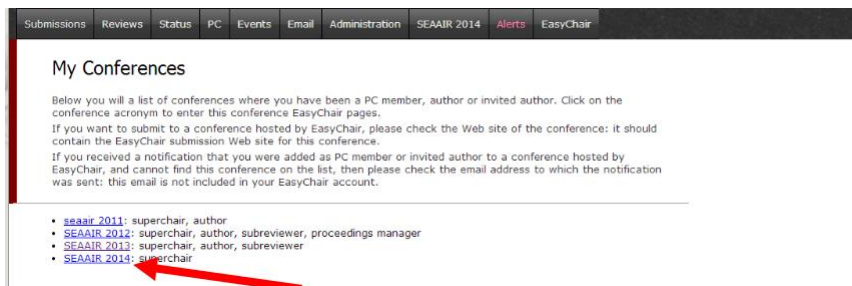 Submissions Reviews Status PC Events Email Administration SEAAIR 2014 Alerts EasyChair
My Conferences
Below you will a list of conferences where you have been a PC member, author or invited author. Click on the
conference acronym to enter this conference EasyChair pages.
If you want to submit to a conference hosted by EasyChair, please check the Web site of the conference: it should
contain the EasyChair submission Web site for this conference.
If you received a notification that you were added as PC member or invited author to a conference hosted by
EasyChair, and cannot find this conference on the list, then please check the email address to which the notification
was sent: this email is not included in your EasyChair account.
• seaair 2011: superchair, author
• SEAAIR 2012: superchair, author, subreviewer, proceedings manager
• SEAAIR 2013: superchair, author, subreviewer
• SEAAIR 2014: superchair